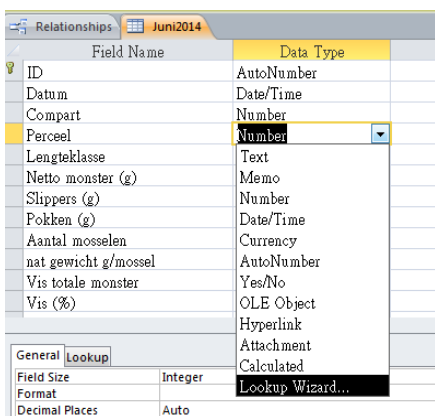 Relationships Juni2014
Field Name Data Type
ID AutoNumber
Datum Date/Time
Compart Number
Perceel Number
Lengteklasse Text
Netto monster (g) Memo
Slippers (g) Number
Pokken (g) Date/Time
Aantal mosselen Currency
nat gewicht g/mossel AutoNumber
Vis totale monster Yes/No
Vis (%) OLE Object
Hyperlink
Attachment
General Lookup Calculated
Field Size Integer Lookup Wizard...
Format
Decimal Places Auto